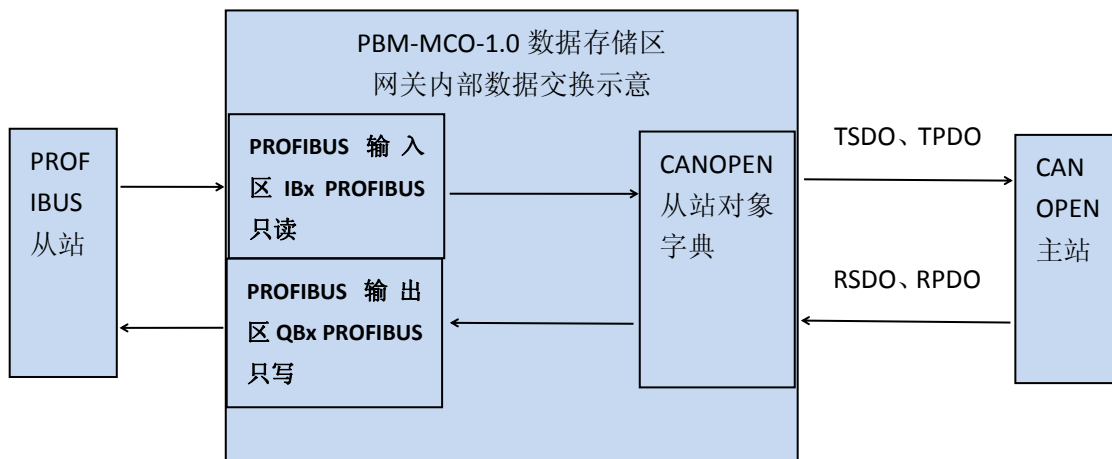 PBM-MCO-1.0 数据存储区
网关内部数据交换示意
PROF
IBUS
从站
PROFIBUS 输入
区 IBx PROFIBUS
只读
PROFIBUS 输出
区 QBx PROFIBUS
只写
CANOPEN
从站对象
字典
TSDO、TPDO
RSDO、RPDO
CAN
OPEN
主站